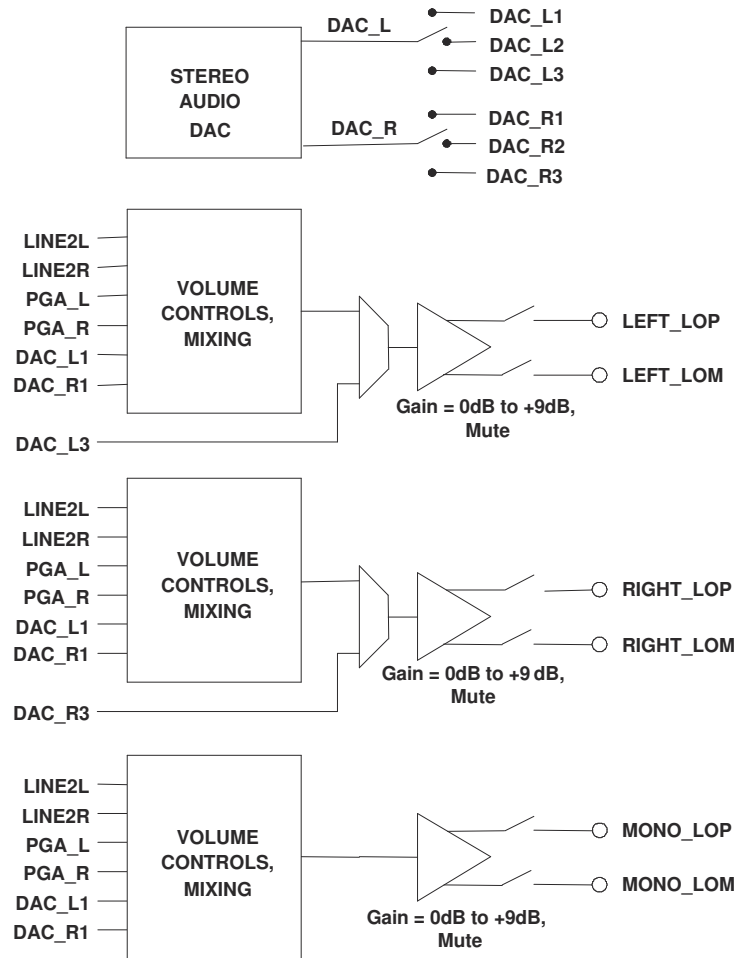 DAC_L
DAC_L1
DAC_L2
DAC_L3
STEREO
AUDIO
DAC
DAC_R
DAC_R1
DAC_R2
DAC_R3
LINE2L
LINE2R
PGA_L
PGA_R
DAC_L1
DAC_R1
DAC_L3
VOLUME
CONTROLS,
MIXING
LEFT_LOP
LEFT_LOM
Gain = 0dB to +9dB,
Mute
LINE2L
LINE2R
PGA_L
PGA_R
DAC_L1
DAC_R1
DAC_R3
VOLUME
CONTROLS,
MIXING
RIGHT_LOP
RIGHT_LOM
Gain = 0dB to +9 dB,
Mute
LINE2L
LINE2R
PGA_L
PGA_R
DAC_L1
DAC_R1
VOLUME
CONTROLS,
MIXING
MONO_LOP
MONO_LOM
Gain = 0dB to +9dB,
Mute